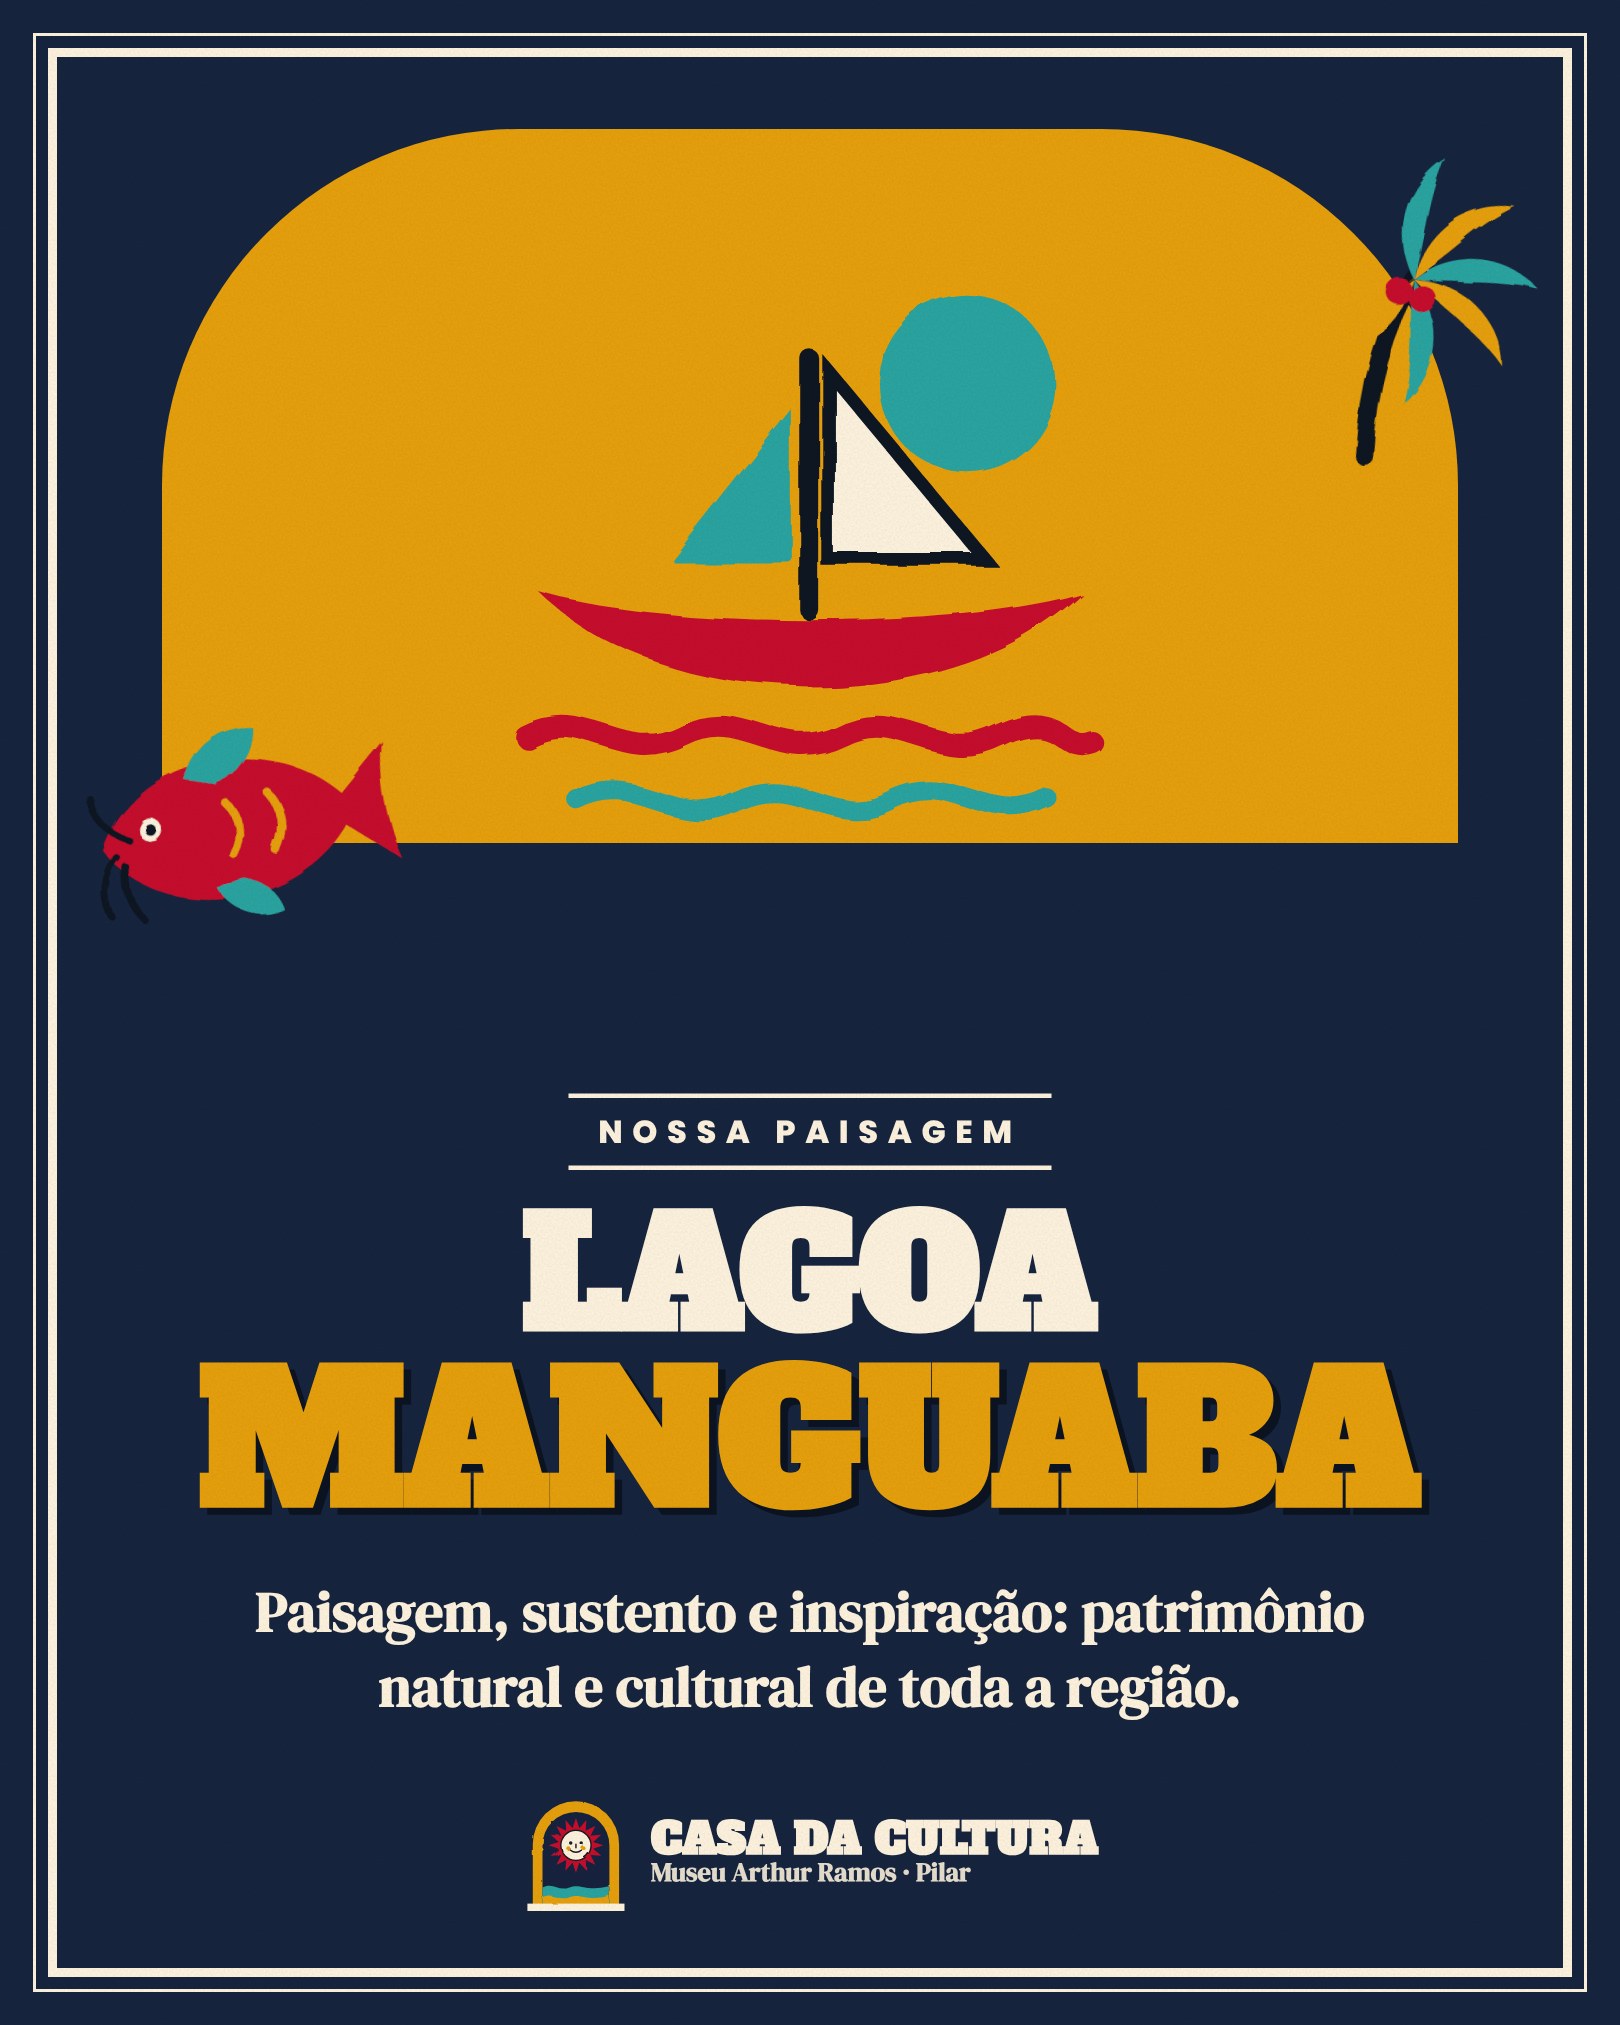 NOSSA PAISAGEM
LAGOA
MANGUABA
Paisagem, sustento e inspiração: patrimônio
natural e cultural de toda a região.
CASA DA CULTURA
Museu Arthur Ramos · Pilar